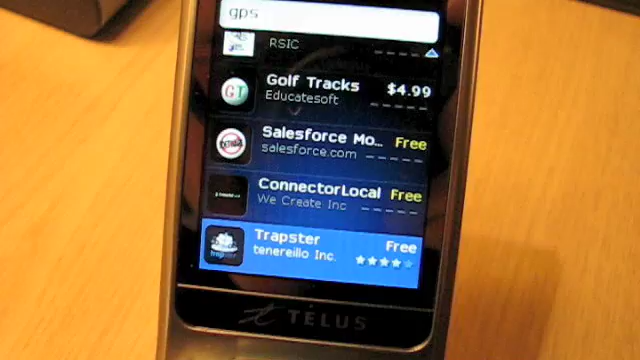 gps
RSIC
Golf Tracks $4.99
Educatesoft
GT
Salesforce Mo... Free
salesforce.com
ConnectorLocal Free
We Create Inc
Trapster Free
tenereillo Inc.
TELUS